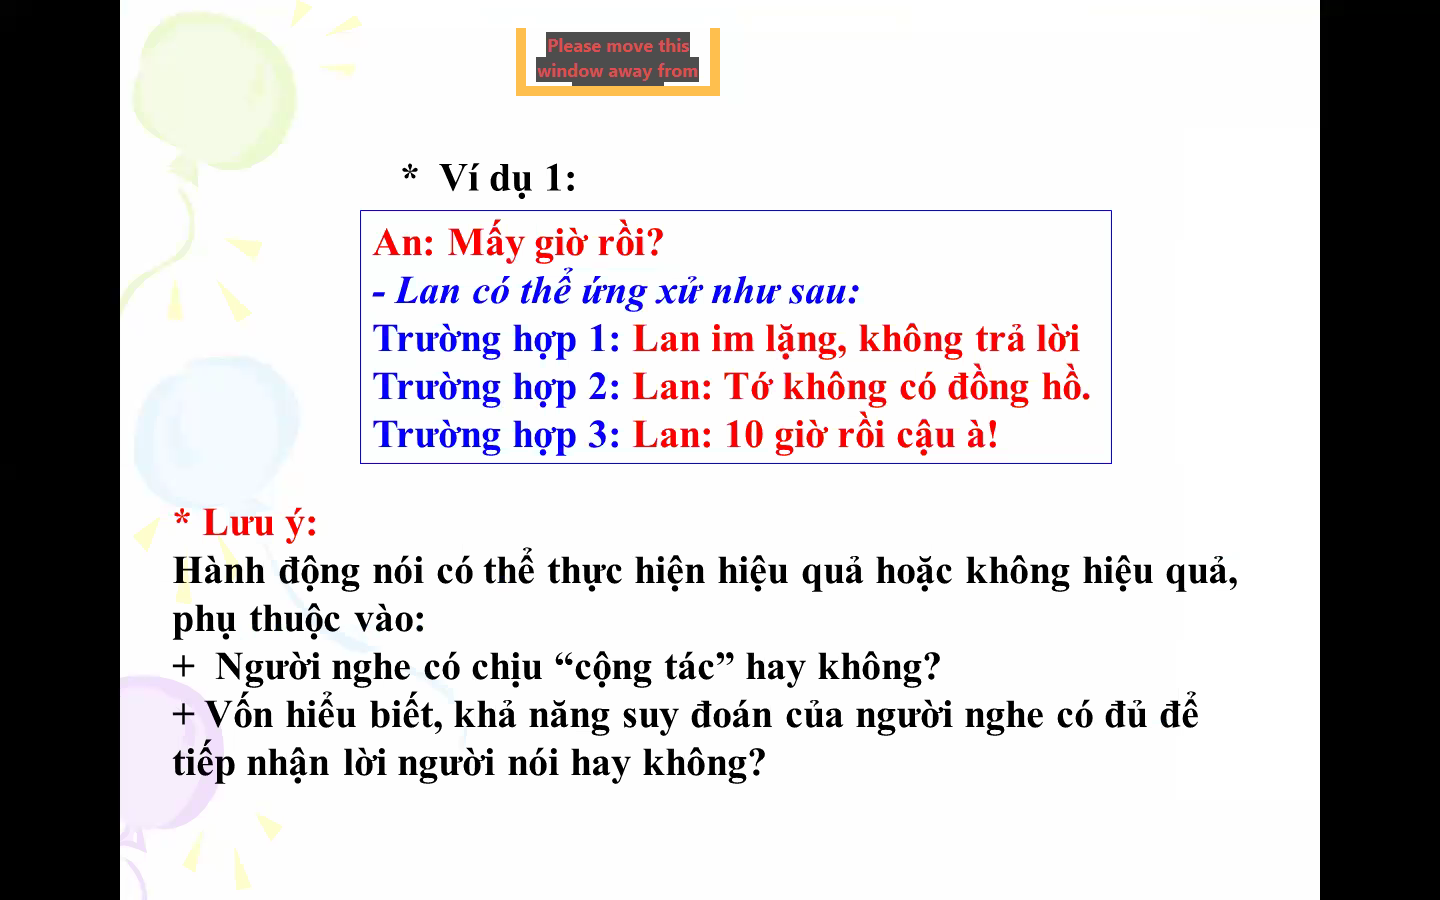 Please move this
window away from
* Ví dụ 1:
An: Mấy giờ rồi?
- Lan có thể ứng xử như sau:
Trường hợp 1: Lan im lặng, không trả lời
Trường hợp 2: Lan: Tớ không có đồng hồ.
Trường hợp 3: Lan: 10 giờ rồi cậu à!
* Lưu ý:
Hành động nói có thể thực hiện hiệu quả hoặc không hiệu quả,
phụ thuộc vào:
+ Người nghe có chịu “cộng tác” hay không?
+ Vốn hiểu biết, khả năng suy đoán của người nghe có đủ để
tiếp nhận lời người nói hay không?